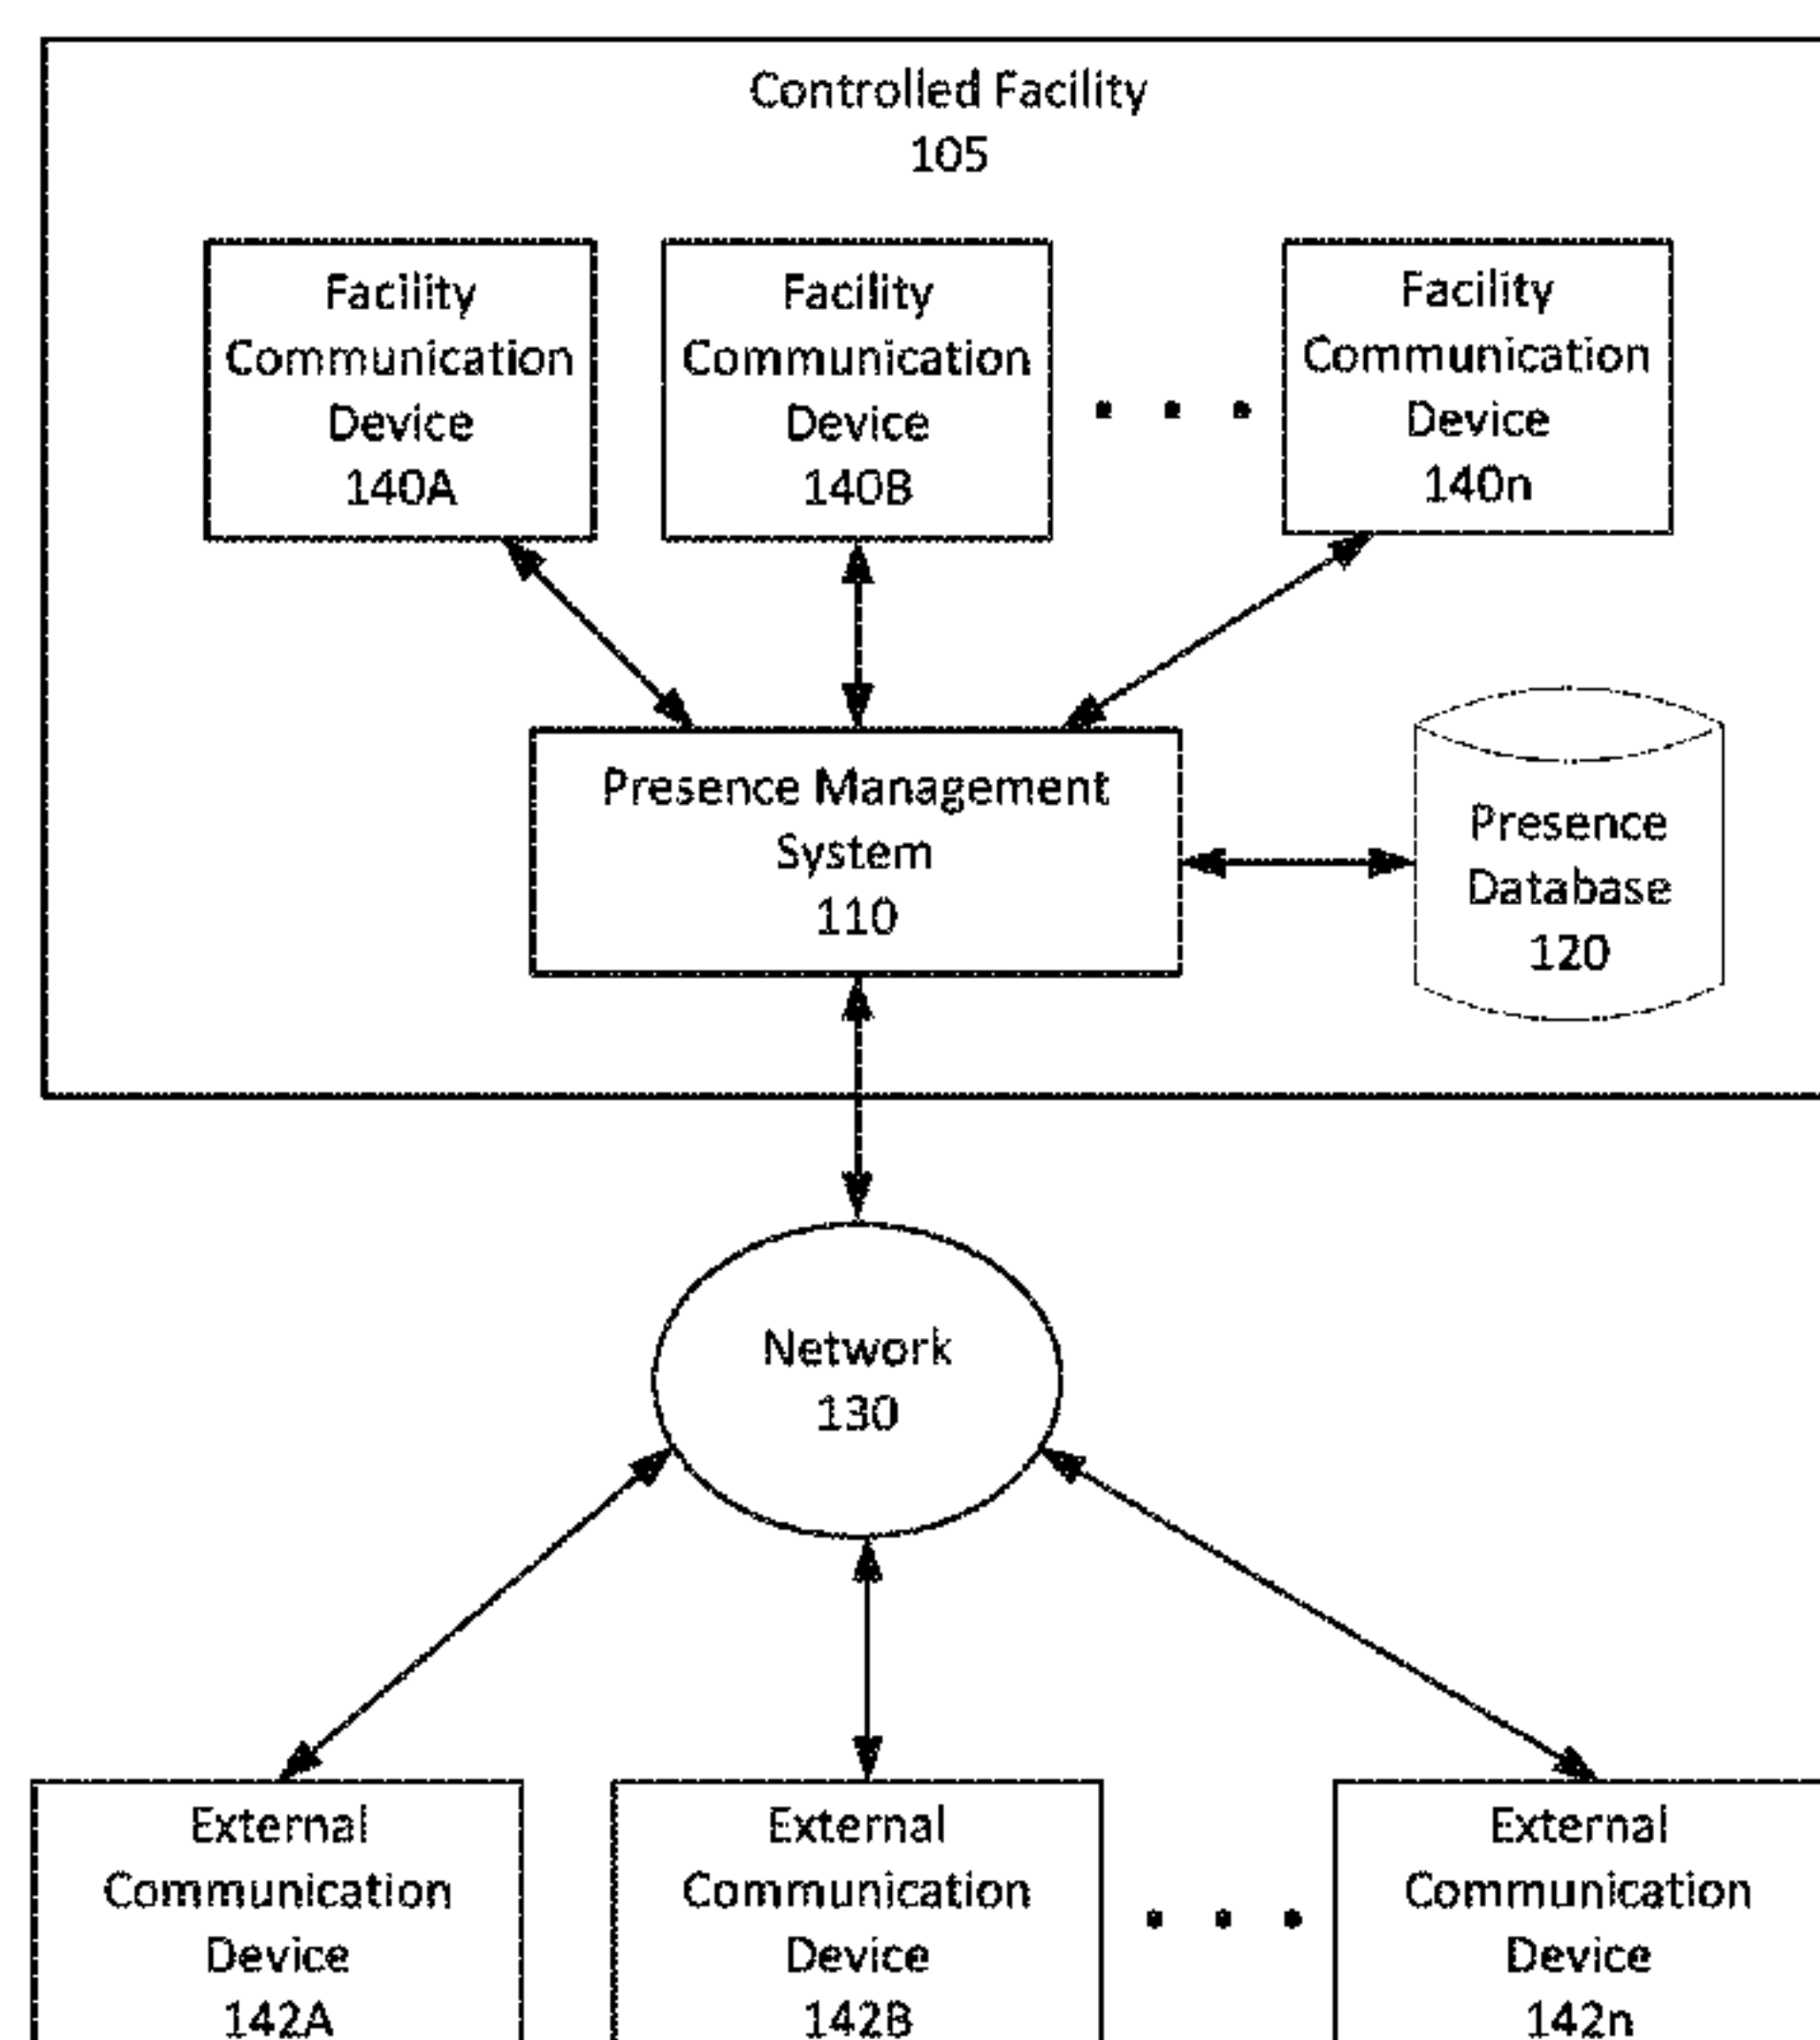 Controlled Facility
105
Facility
Communication
Device
140A
Facility
Communication
Device
140B
Facility
Communication
Device
140n
Presence Management
System
110
Presence
Database
120
Network
130
External
Communication
Device
142A
External
Communication
Device
142B
External
Communication
Device
142n